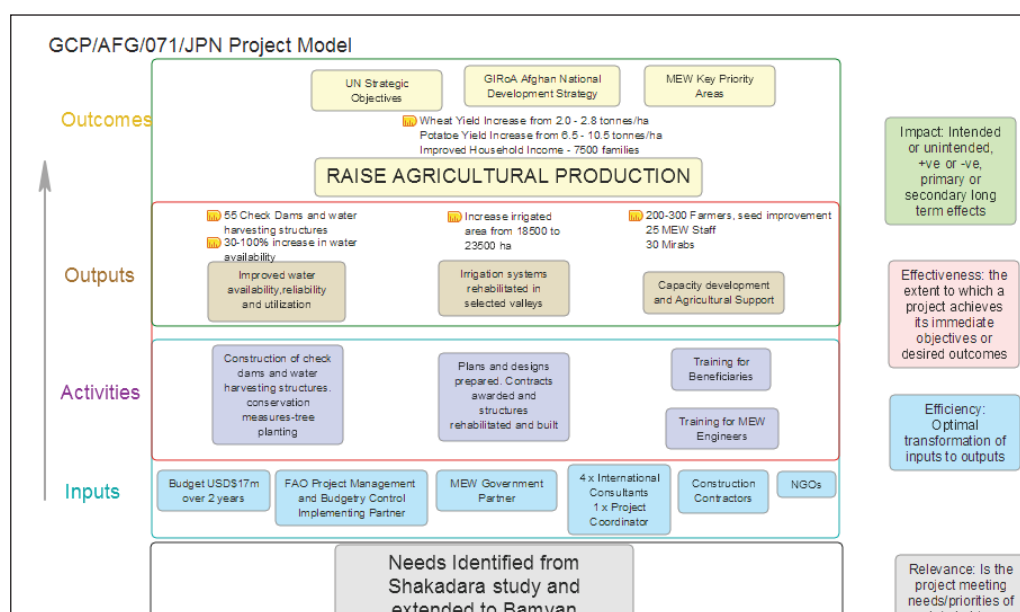 GCP/AFG/071/JPN Project Model
UN Strategic
Objectives
GIRoA Afghan National
Development Strategy
MEW Key Priority
Areas
Outcomes
Wheat Yield Increase from 2.0 - 2.8 tonnes/ha
Potatoe Yield Increase from 6.5 - 10.5 tonnes/ha
Improved Household Income - 7500 families
RAISE AGRICULTURAL PRODUCTION
Impact: Intended
or unintended,
+ve or -ve,
primary or
secondary long
term effects
55 Check Dams and water
harvesting structures
30-100% increase in water
availability
Increase irrigated
area from 18500 to
23500 ha
200-300 Farmers, seed improvement
25 MEW Staff
30 Mirabs
Outputs
Improved water
availability,reliability
and utilization
Irrigation systems
rehabilitated in
selected valleys
Capacity development
and Agricultural Support
Effectiveness: the
extent to which a
project achieves
its immediate
objectives or
desired outcomes
Activities
Construction of check
dams and water
harvesting structures.
conservation
measures-tree
planting
Plans and designs
prepared. Contracts
awarded and
structures
rehabilitated and built
Training for
Beneficiaries
Training for MEW
Engineers
Efficiency:
Optimal
transformation of
inputs to outputs
Inputs
Budget USD$17m
over 2 years
FAO Project Management
and Budgetry Control
Implementing Partner
MEW Government
Partner
4 x International
Consultants
1 x Project
Coordinator
Construction
Contractors
NGOs
Needs Identified from
Shakadara study and
extended to Bamyan
Relevance: Is the
project meeting
needs/priorities of